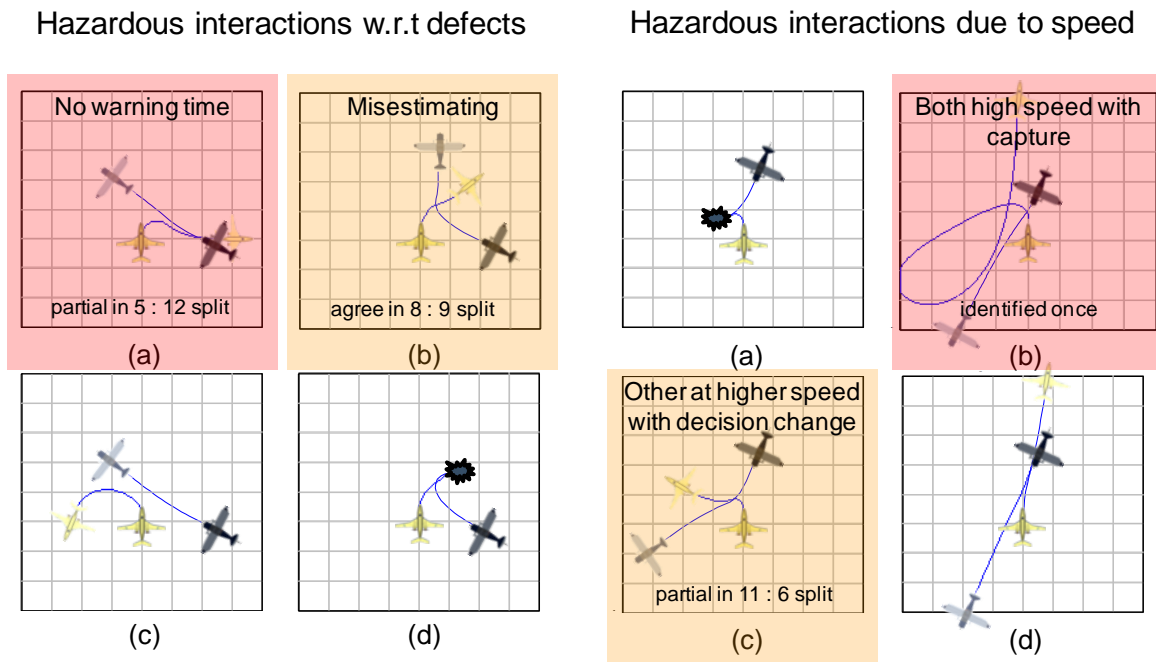 Hazardous interactions w.r.t defects
No warning time
partial in 5 : 12 split
(a)
Misestimating
agree in 8 : 9 split
(b)
(c)
(d)
Hazardous interactions due to speed
(a)
Both high speed with
capture
identified once
(b)
Other at higher speed
with decision change
partial in 11 : 6 split
(c)
(d)